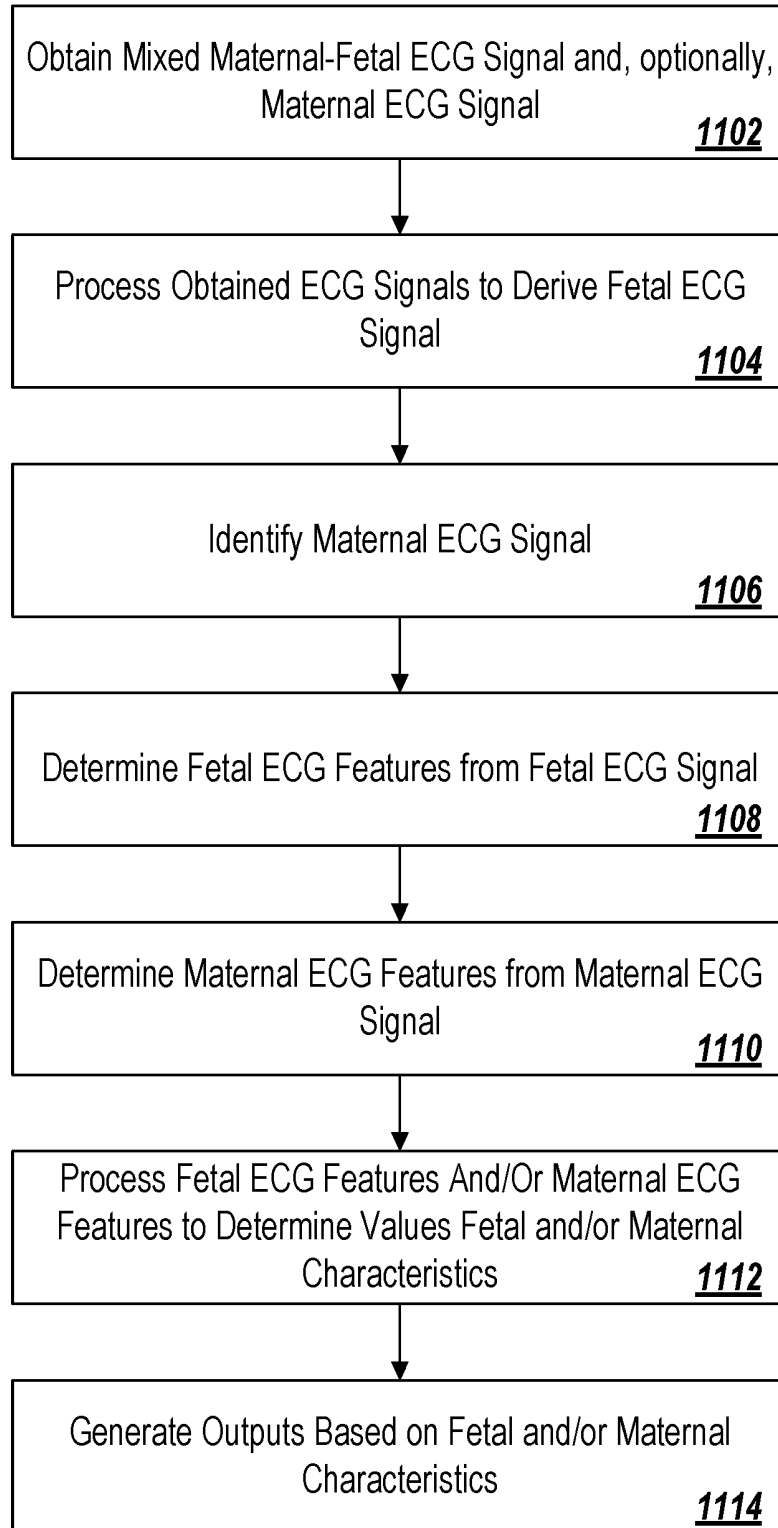 Obtain Mixed Maternal-Fetal ECG Signal and, optionally,
Maternal ECG Signal
1102
Process Obtained ECG Signals to Derive Fetal ECG
Signal
1104
Identify Maternal ECG Signal
1106
Determine Fetal ECG Features from Fetal ECG Signal
1108
Determine Maternal ECG Features from Maternal ECG
Signal
1110
Process Fetal ECG Features And/Or Maternal ECG
Features to Determine Values Fetal and/or Maternal
Characteristics
1112
Generate Outputs Based on Fetal and/or Maternal
Characteristics
1114